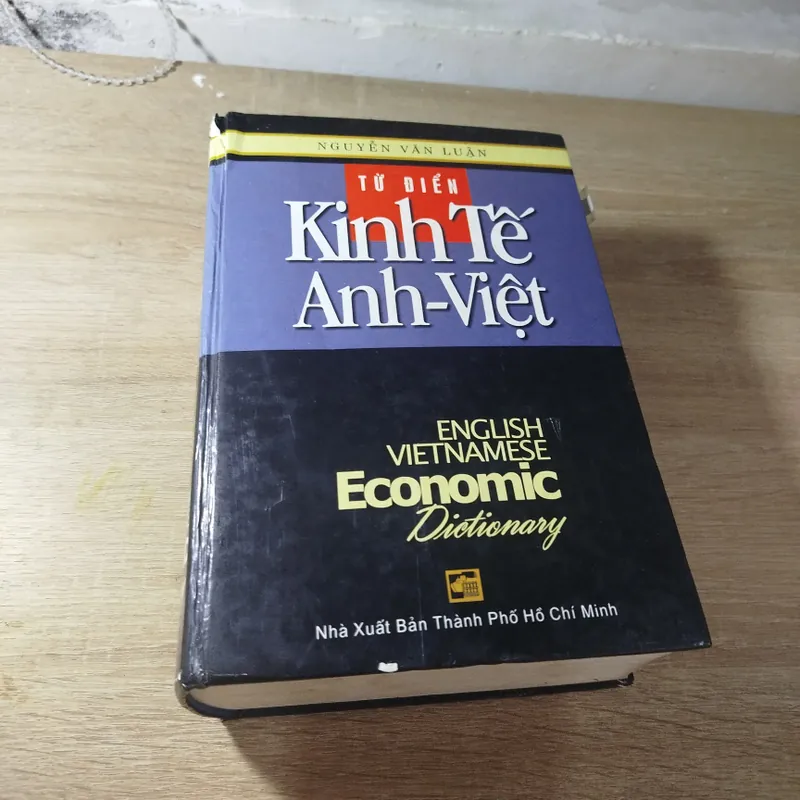 NGUYỄN VĂN LUẬN
TỪ ĐIỂN
Kinh Tế
Anh-Việt
ENGLISH
VIETNAMESE
Economic
Dictionary
Nhà Xuất Bản Thành Phố Hồ Chí Minh